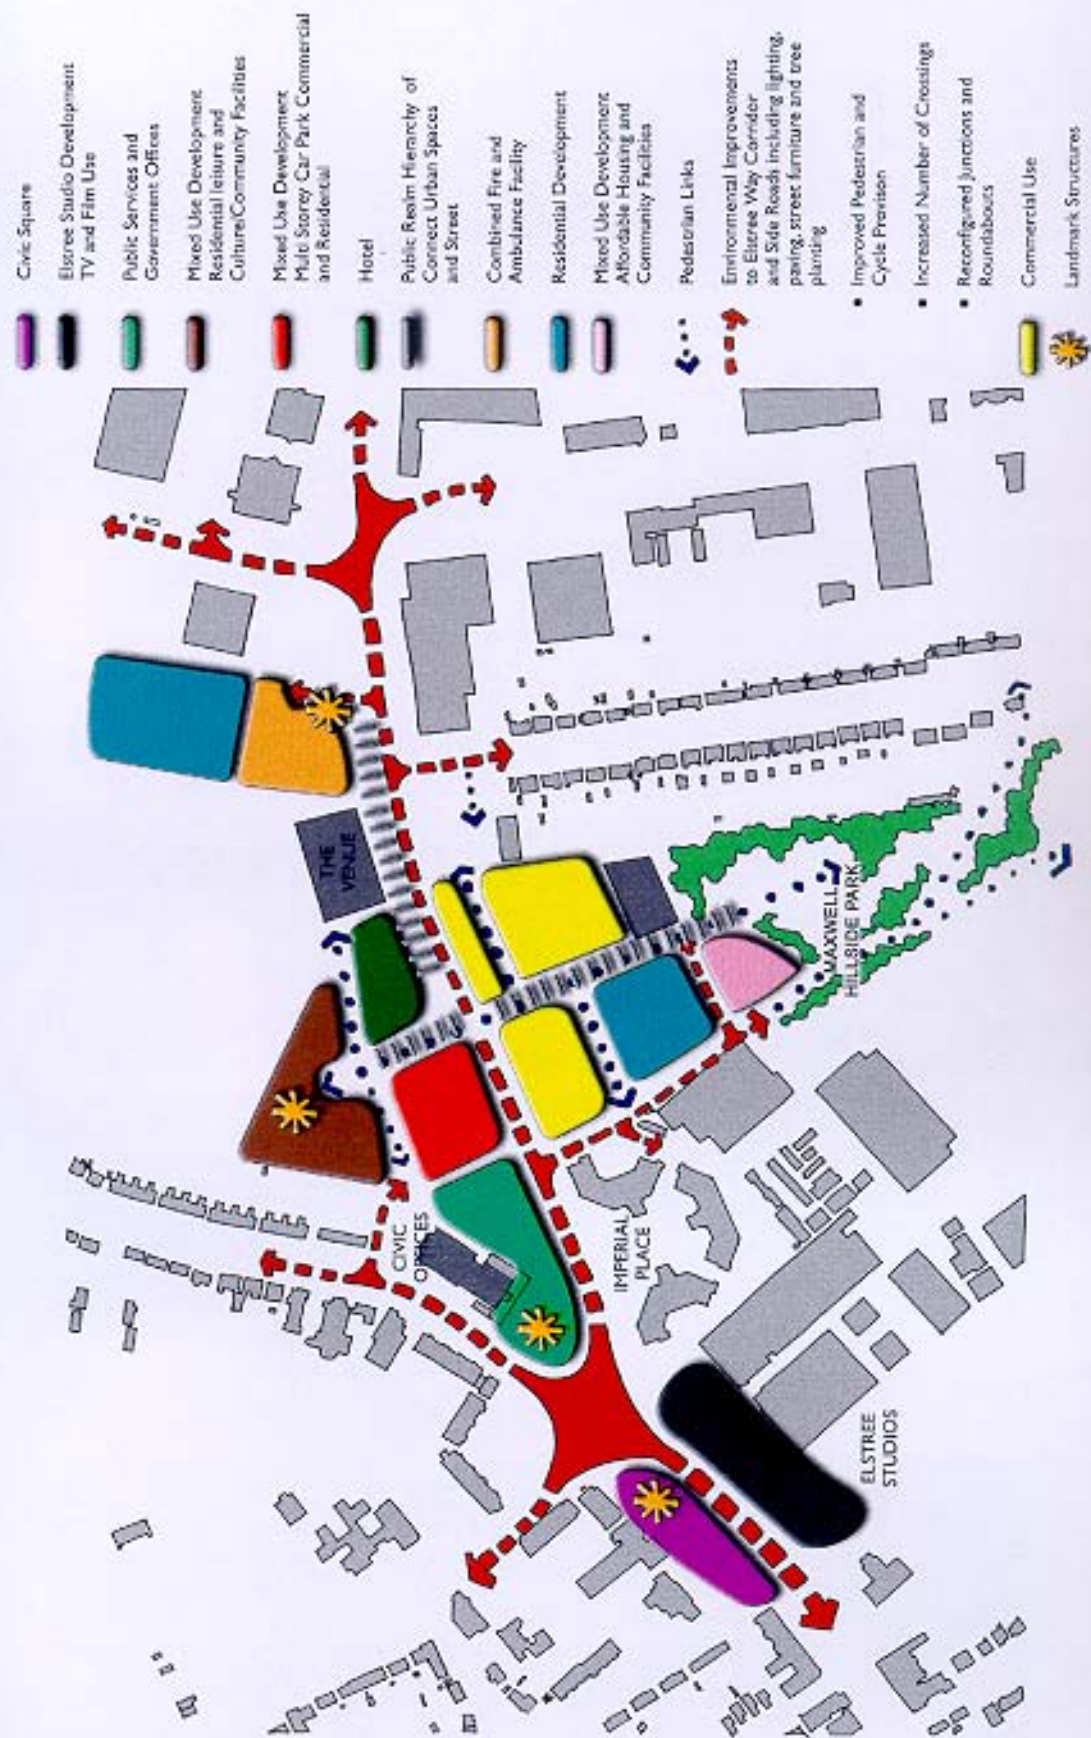 Civic Square
Elstree Studio Development
TV and Film Use
Public Services and
Government Offices
Mixed Use Development
Residential leisure and
Culture/Community Facilities
Mixed Use Development
Multi Storey Car Park Commercial
and Residential
Hotel
Public Realm Hierarchy of
Connect Urban Spaces
and Street
Combined Fire and
Ambulance Facility
Residential Development
Mixed Use Development
Affordable Housing and
Community Facilities
Pedestrian Links
Environmental Improvements
to Elstree Way Corridor
and Side Roads including lighting,
paving, street furniture and tree
planting
• Improved Pedestrian and
Cycle Provison
• Increased Number of Crossings
• Reconfigured Junctions and
Roundabouts
Commercial Use
Landmark Structures
THE
VENUE
MAXWELL
HILLSIDE PARK
CIVIC
OFFICES
IMPERIAL
PLACE
ELSTREE
STUDIOS